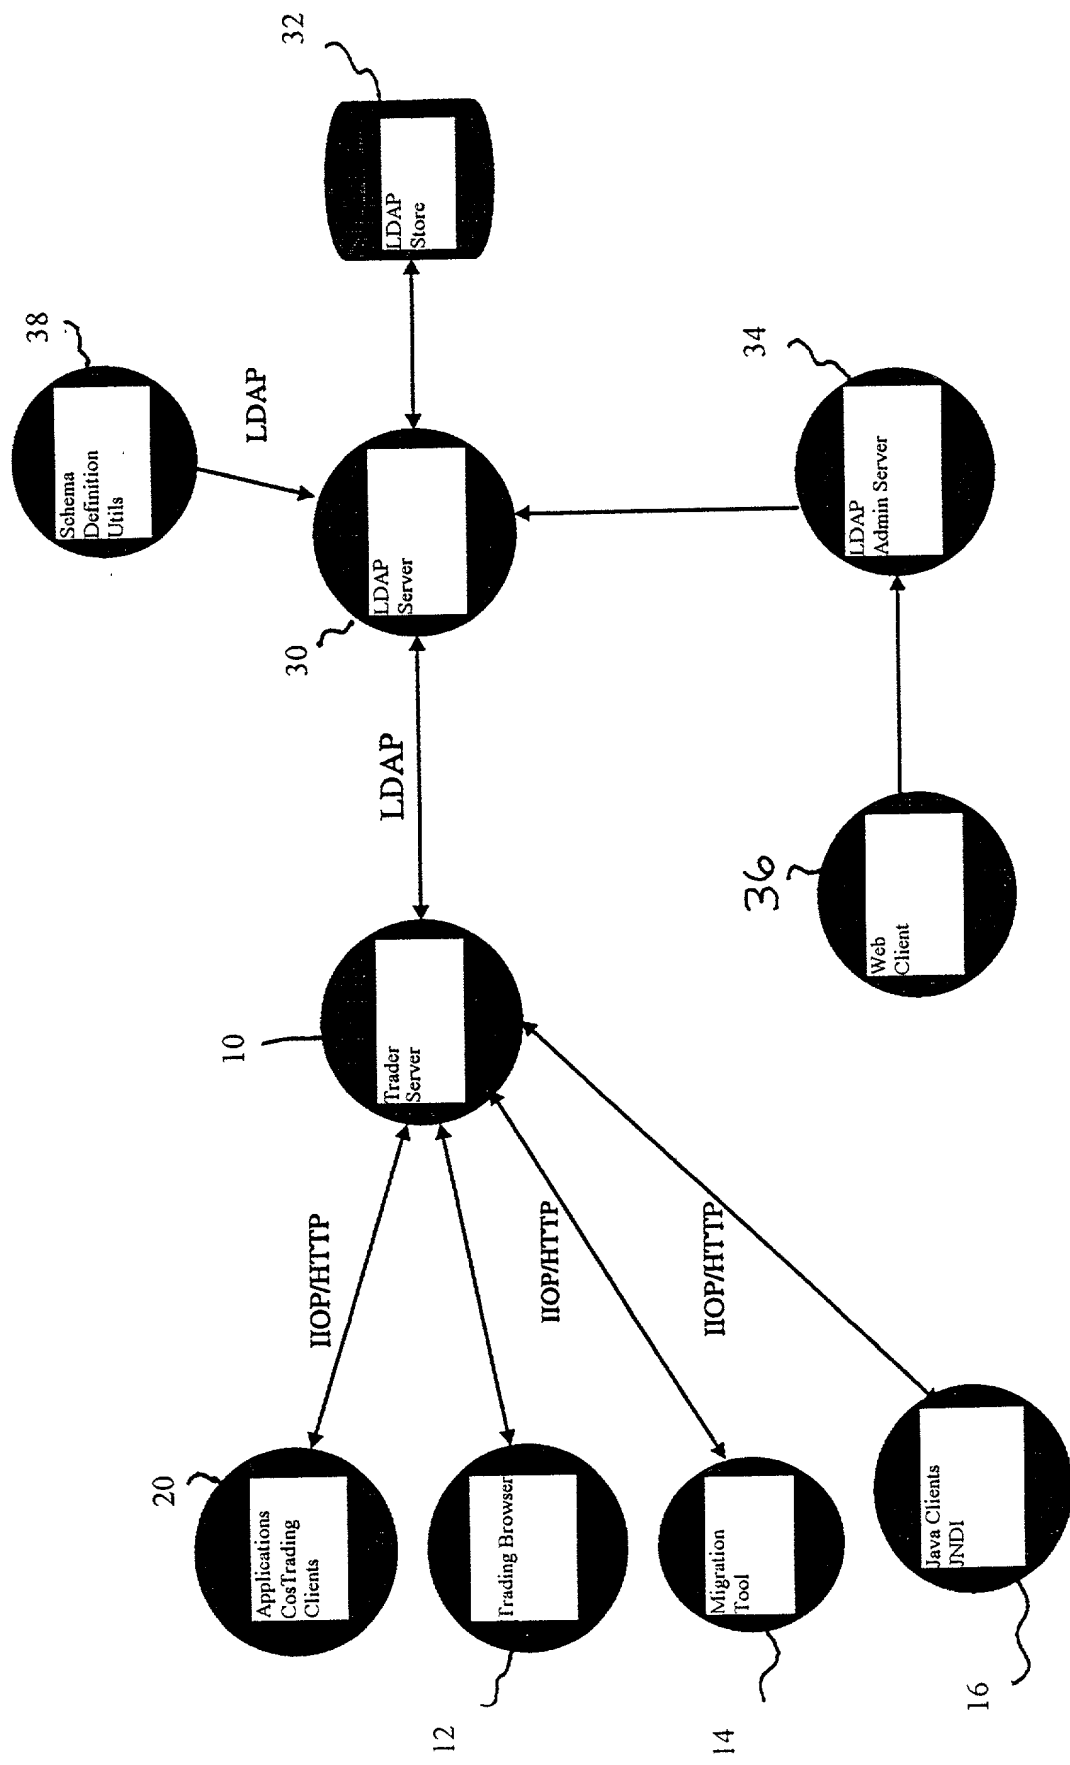 20
Applications
CosTrading
Clients
12
Trading Browser
14
Migration
Tool
16
Java Clients
JNDI
IIOP/HTTP
IIOP/HTTP
IIOP/HTTP
10
Trader
Server
LDAP
36
Web
Client
30
LDAP
Server
LDAP
38
Schema
Definition
Utils
34
LDAP
Admin Server
32
LDAP
Store